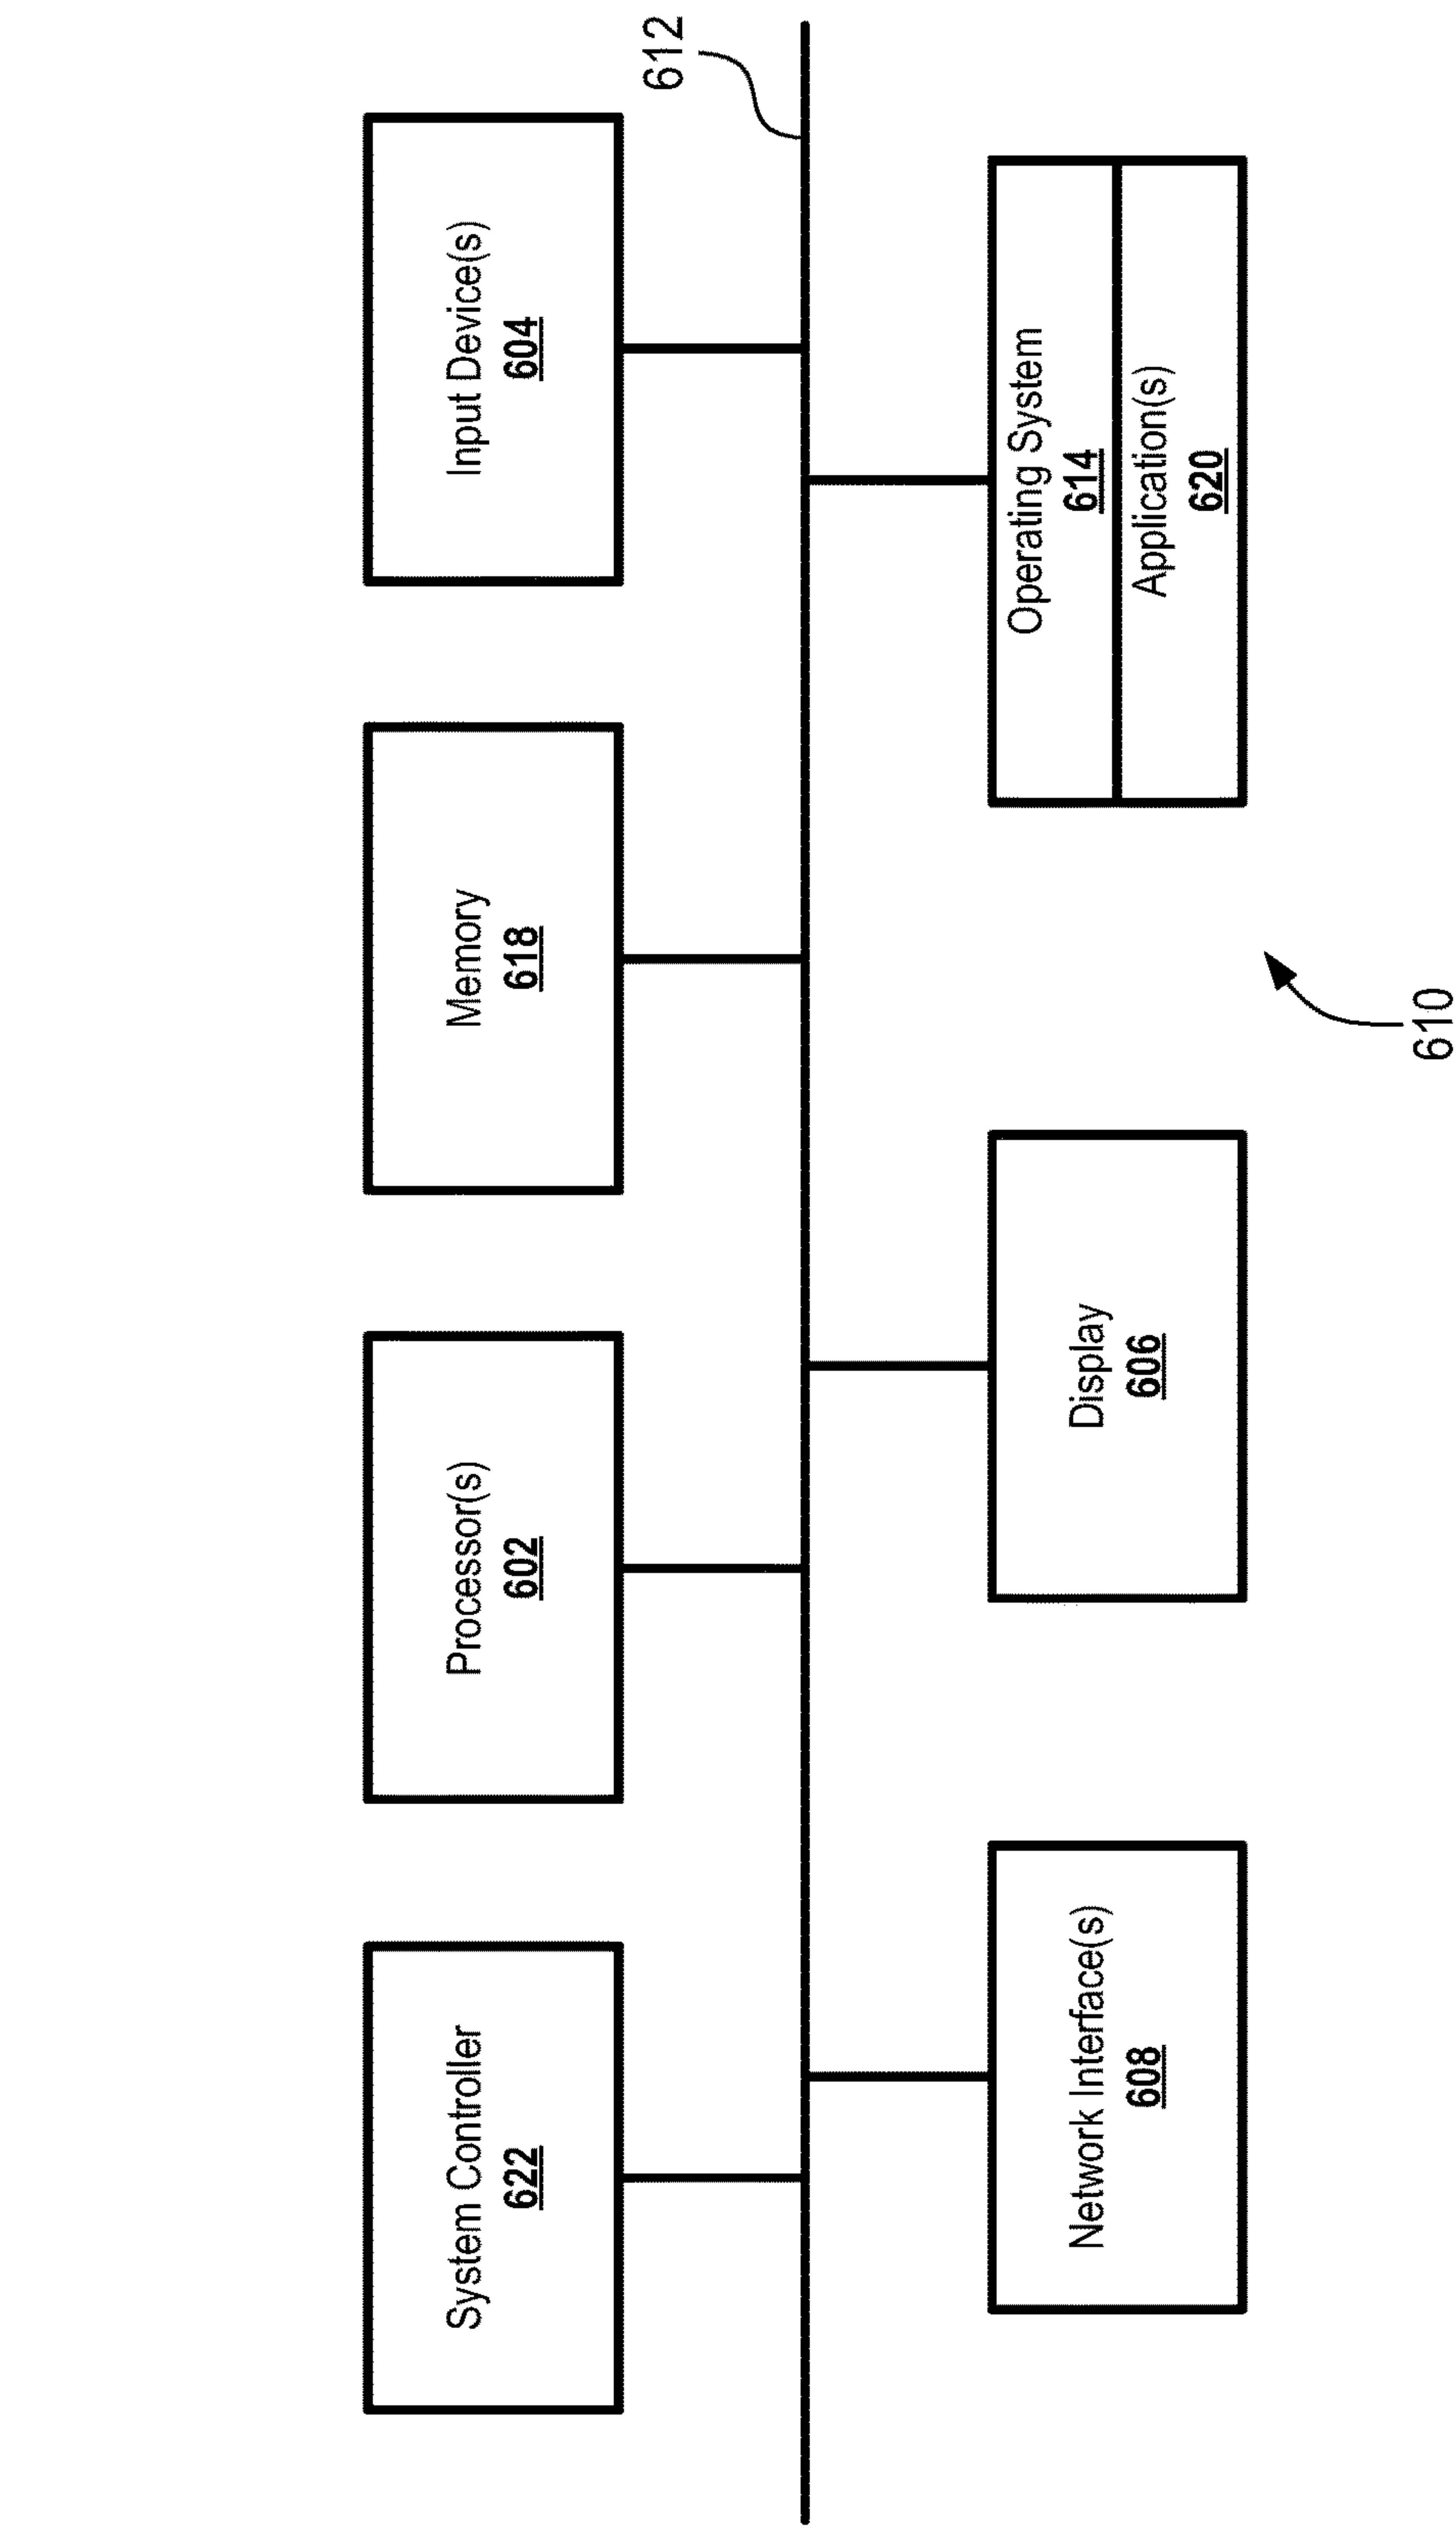 System Controller
622
Processor(s)
602
Memory
618
Input Device(s)
604
612
Network Interface(s)
608
Display
606
Operating System
614
Application(s)
620
610